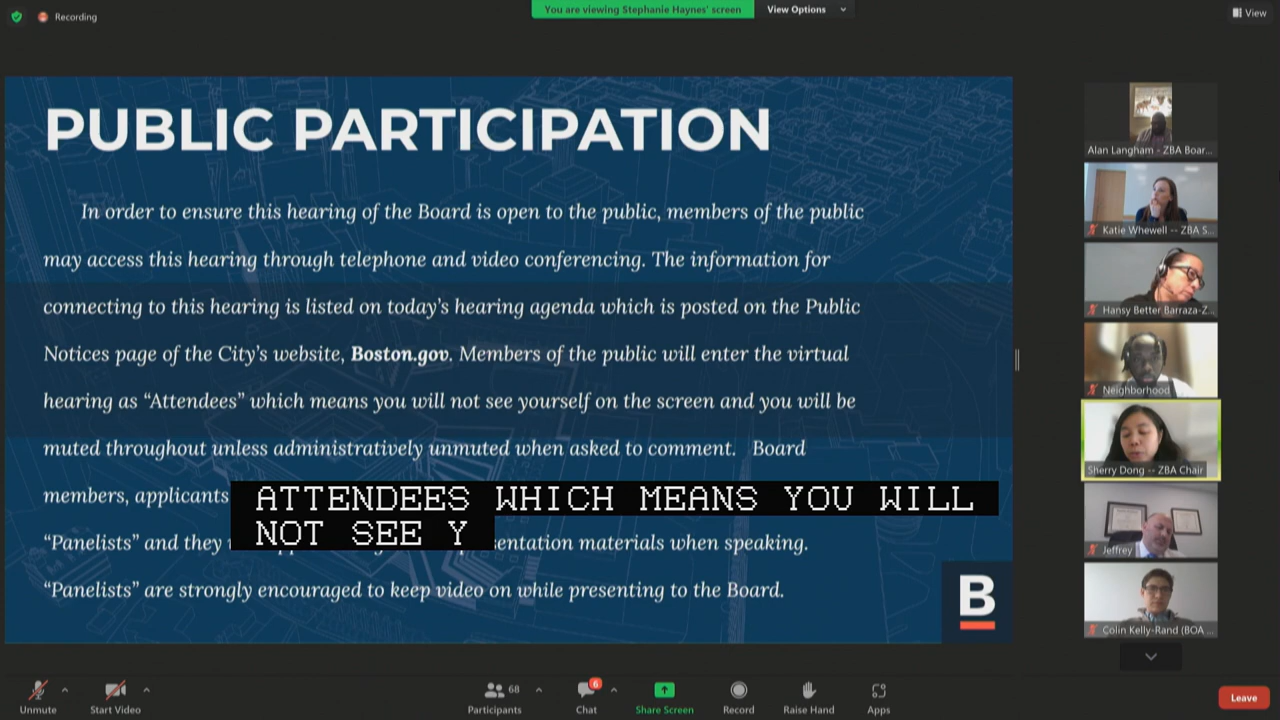 Recording
You are viewing Stephanie Haynes' screen
View Options
View
PUBLIC PARTICIPATION
In order to ensure this hearing of the Board is open to the public, members of the public
may access this hearing through telephone and video conferencing. The information for
connecting to this hearing is listed on today's hearing agenda which is posted on the Public
Notices page of the City's website, Boston.gov. Members of the public will enter the virtual
hearing as “Attendees” which means you will not see yourself on the screen and you will be
muted throughout unless administratively unmuted when asked to comment. Board
members, applicants
“Panelists” and they
materials when speaking.
“Panelists” are strongly encouraged to keep video on while presenting to the Board.
ATTENDEES WHICH MEANS YOU WILL
NOT SEE Y
B
Alan Langham - ZBA Boar...
Katie Whewell -- ZBA S...
Hansy Better Barraza-Z...
Neighborhood
Sherry Dong -- ZBA Chair
Jeffrey
Colin Kelly-Rand (BOA ...
Unmute
Start Video
Participants
68
Chat
6
Share Screen
Record
Raise Hand
Apps
Leave